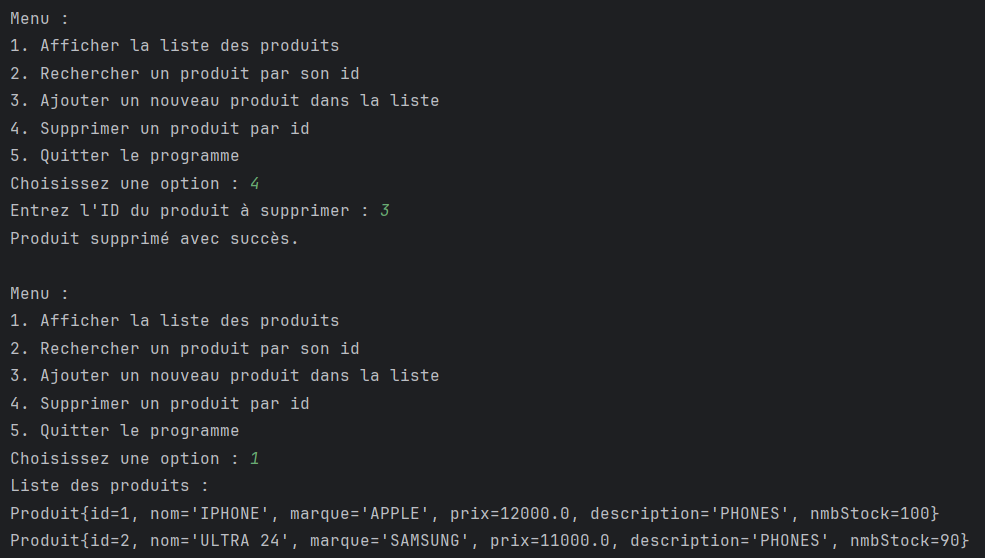 Menu :
1. Afficher la liste des produits
2. Rechercher un produit par son id
3. Ajouter un nouveau produit dans la liste
4. Supprimer un produit par id
5. Quitter le programme
Choisissez une option : 4
Entrez l'ID du produit à supprimer : 3
Produit supprimé avec succès.

Menu :
1. Afficher la liste des produits
2. Rechercher un produit par son id
3. Ajouter un nouveau produit dans la liste
4. Supprimer un produit par id
5. Quitter le programme
Choisissez une option : 1
Liste des produits :
Produit{id=1, nom='IPHONE', marque='APPLE', prix=12000.0, description='PHONES', nmbStock=100}
Produit{id=2, nom='ULTRA 24', marque='SAMSUNG', prix=11000.0, description='PHONES', nmbStock=90}